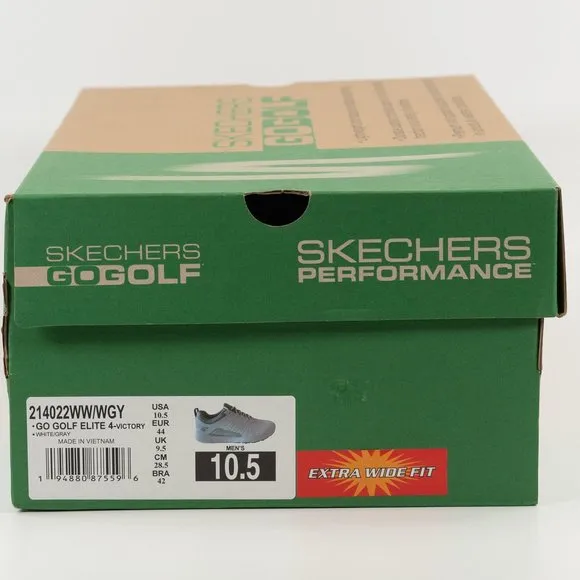 SKECHERS
GOGOLF
SKECHERS
GOGOLF
SKECHERS
PERFORMANCE
214022WW/WGY
•GO GOLF ELITE 4-VICTORY
•WHITE/GRAY
MADE IN VIETNAM
1 94880 87559 6
USA
10.5
EUR
44
UK
9.5
CM
28.5
BRA
42
MEN'S
10.5
EXTRA WIDE FIT